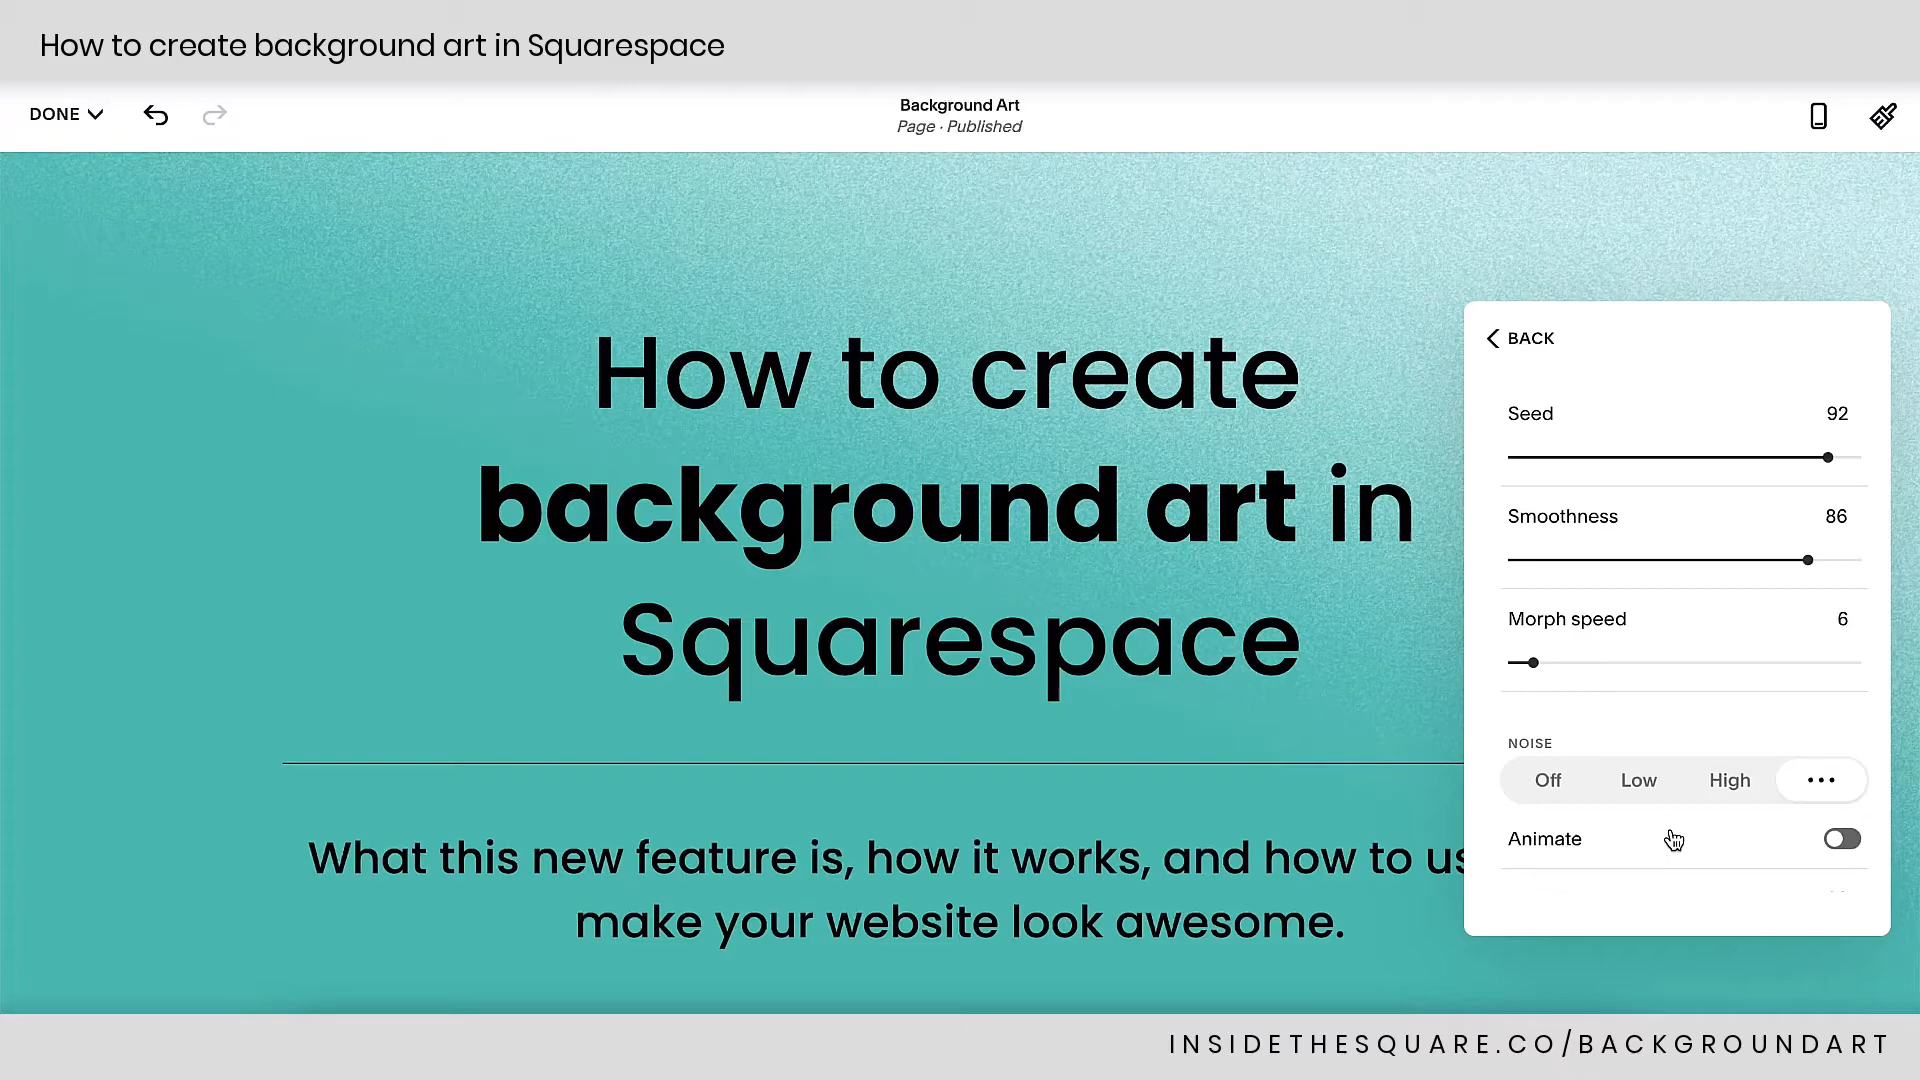 How to create background art in Squarespace
DONE
Background Art
Page · Published
How to create
background art in
Squarespace
What this new feature is, how it works, and how to
make your website look awesome.
BACK
Seed 92
Smoothness 86
Morph speed 6
NOISE
Off Low High •••
Animate
INSIDETHESQUARE.CO/BACKGROUNDART